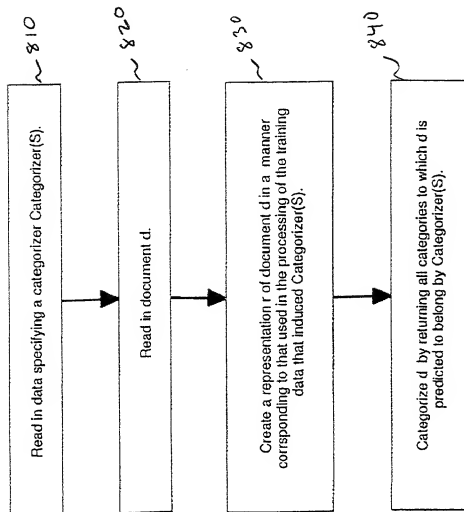 810
Read in data specifying a categorizer Categorizer(S).
820
Read in document d.
830
Create a representation r of document d in a manner
corrsponding to that used in the processing of the training
data that induced Categorizer(S).
840
Categorize d by returning all categories to which d is
predicted to belong by Categorizer(S).